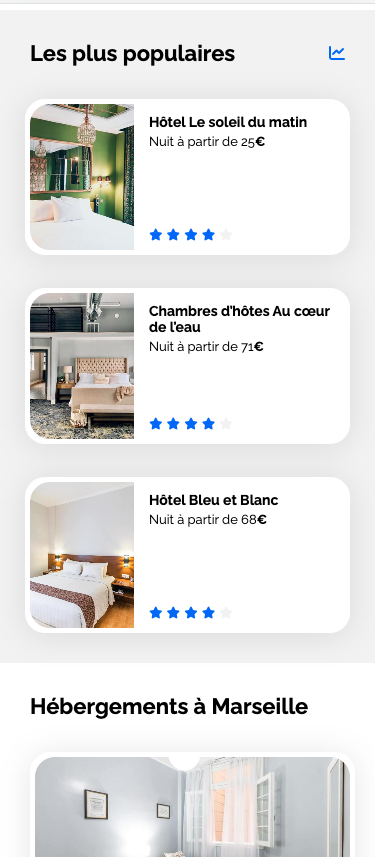 Les plus populaires
Hôtel Le soleil du matin
Nuit à partir de 25€
Chambres d'hôtes Au cœur
de l'eau
Nuit à partir de 71€
Hôtel Bleu et Blanc
Nuit à partir de 68€
Hébergements à Marseille